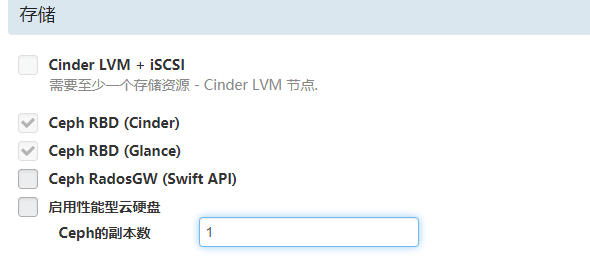 存储
Cinder LVM + iSCSI
需要至少一个存储资源 - Cinder LVM 节点.
Ceph RBD (Cinder)
Ceph RBD (Glance)
Ceph RadosGW (Swift API)
启用性能型云硬盘
Ceph的副本数 1